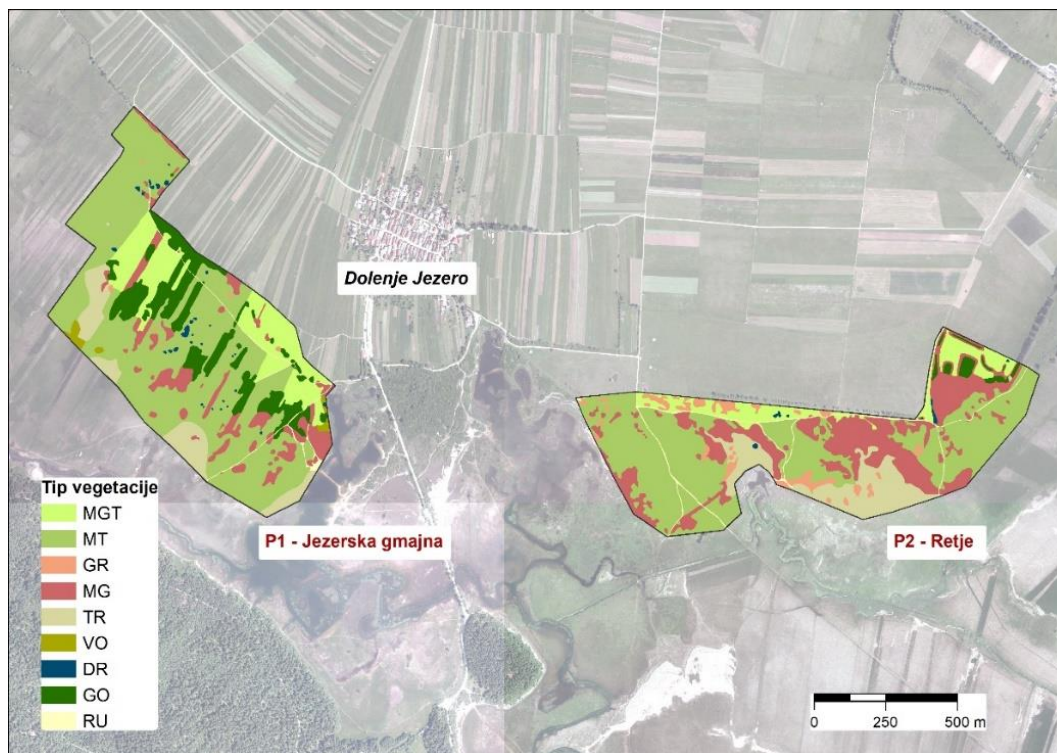 Dolenje Jezero
Tip vegetacije
MGT
MT
GR
MG
TR
VO
DR
GO
RU
P1 - Jezerska gmajna
P2 - Retje
0 250 500 m